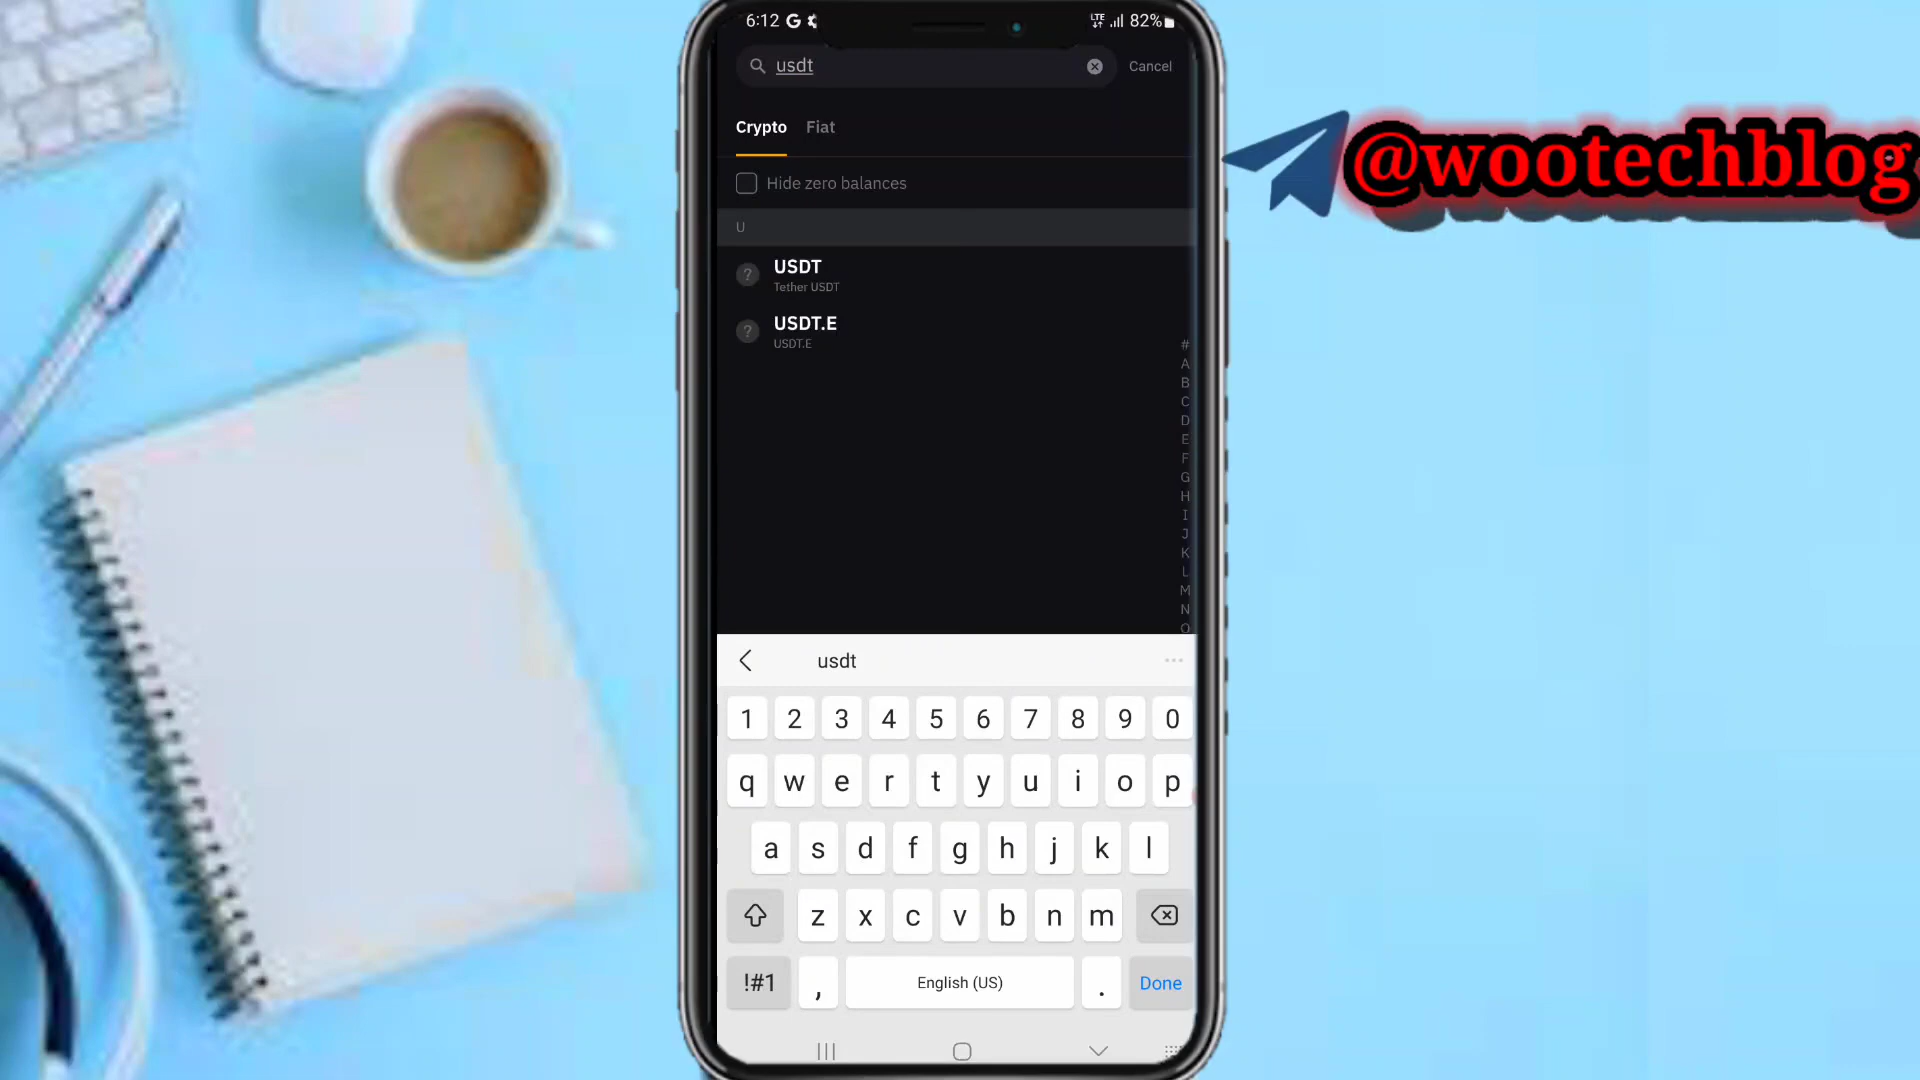 6:12 G LTE 82%
usdt
Cancel
@wootechblog
Crypto Fiat
Hide zero balances
U
? USDT
Tether USDT
? USDT.E
USDT.E
#
A
B
C
D
E
F
G
H
I
J
K
L
M
N
O
usdt
1 2 3 4 5 6 7 8 9 0
q w e r t y u i o p
a s d f g h j k l
z x c v b n m
!#1 , English (US) . Done